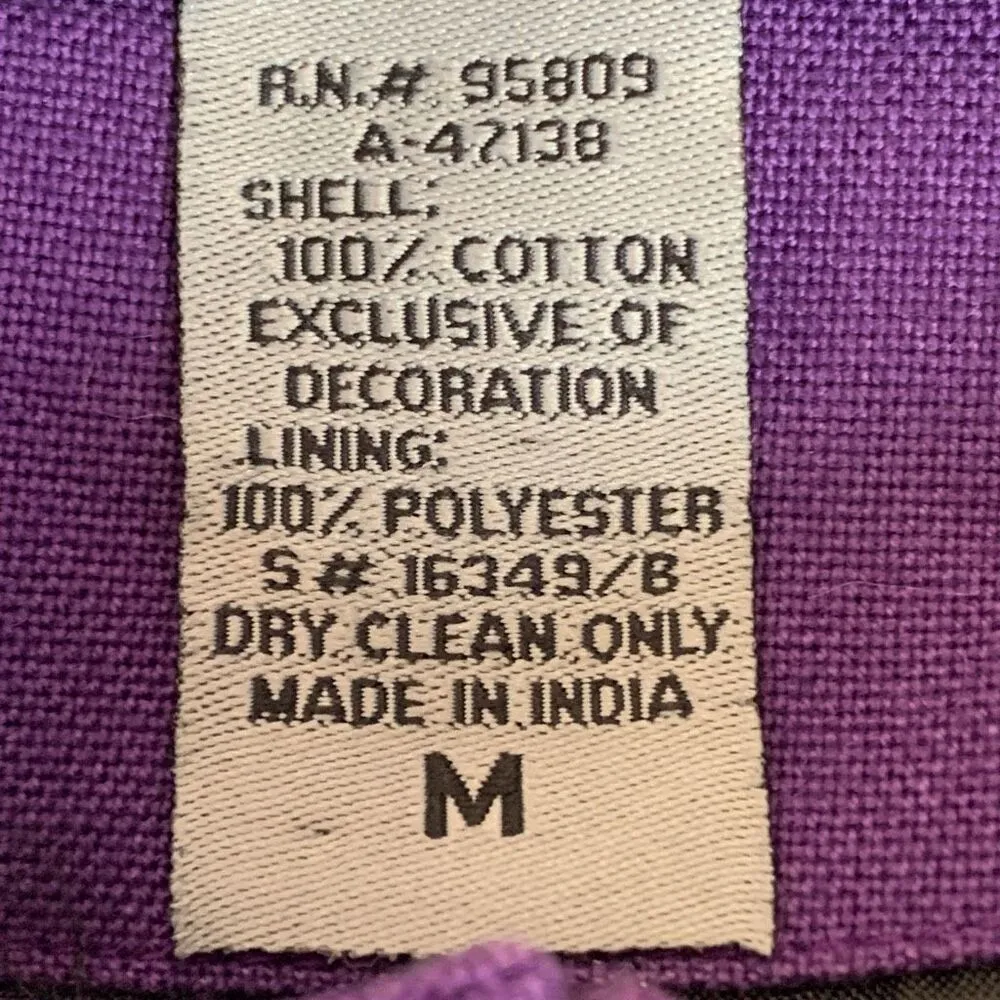 R.N.# 95809
A-47138
SHELL:
100% COTTON
EXCLUSIVE OF
DECORATION
LINING:
100% POLYESTER
S# 16349/B
DRY CLEAN ONLY
MADE IN INDIA
M